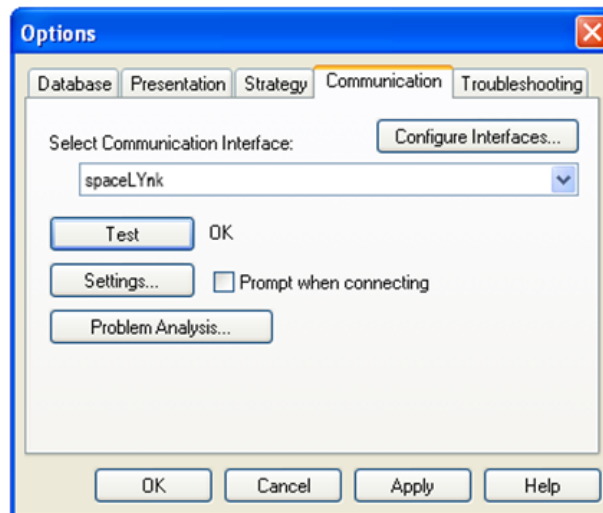 Options
Database Presentation Strategy Communication Troubleshooting
Select Communication Interface: Configure Interfaces...
spaceLYnk
Test OK
Settings... Prompt when connecting
Problem Analysis...
OK Cancel Apply Help